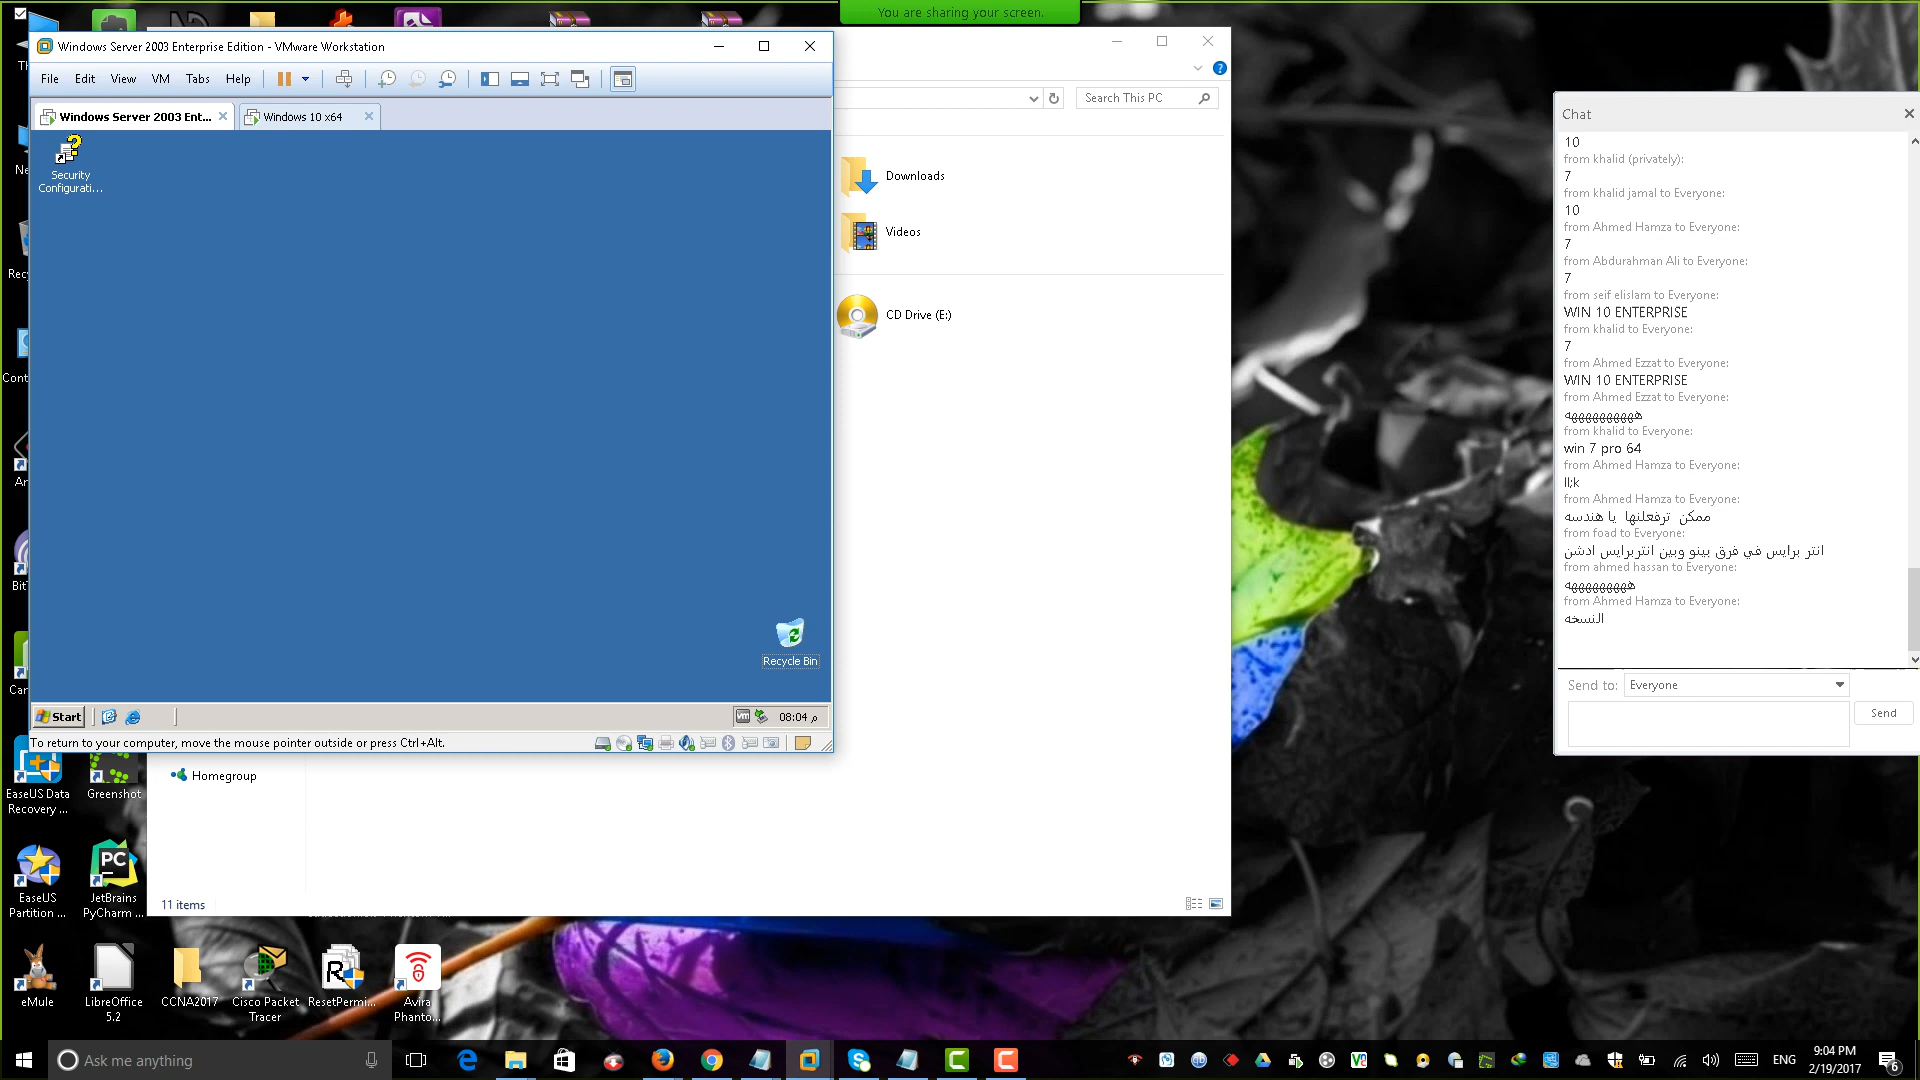 You are sharing your screen.
Windows Server 2003 Enterprise Edition - VMware Workstation
File Edit View VM Tabs Help
Windows Server 2003 Ent...
Windows 10 x64
Security
Configurati...
Recycle Bin
Start
08:04 م
To return to your computer, move the mouse pointer outside or press Ctrl+Alt.
Search This PC
Downloads
Videos
CD Drive (E:)
Homegroup
11 items
Chat
10
from khalid (privately):
7
from khalid jamal to Everyone:
10
from Ahmed Hamza to Everyone:
7
from Abdurahman Ali to Everyone:
7
from seif elislam to Everyone:
WIN 10 ENTERPRISE
from khalid to Everyone:
7
from Ahmed Ezzat to Everyone:
WIN 10 ENTERPRISE
from Ahmed Ezzat to Everyone:
هههههههههههه
from khalid to Everyone:
win 7 pro 64
from Ahmed Hamza to Everyone:
ll;k
from Ahmed Hamza to Everyone:
ممكن ترفعلنها يا هندسه
from foad to Everyone:
انتر برايس في فرق بينو وبين انتربرايس ادشن
from ahmed hassan to Everyone:
ههههههههههه
from Ahmed Hamza to Everyone:
النسخه
Send to: Everyone
Send
EaseUS Data
Recovery ...
Greenshot
EaseUS
Partition ...
JetBrains
PyCharm ...
eMule
LibreOffice
5.2
CCNA2017
Cisco Packet
Tracer
ResetPermi...
Avira
Phanto...
Ask me anything
ENG
9:04 PM
2/19/2017
6